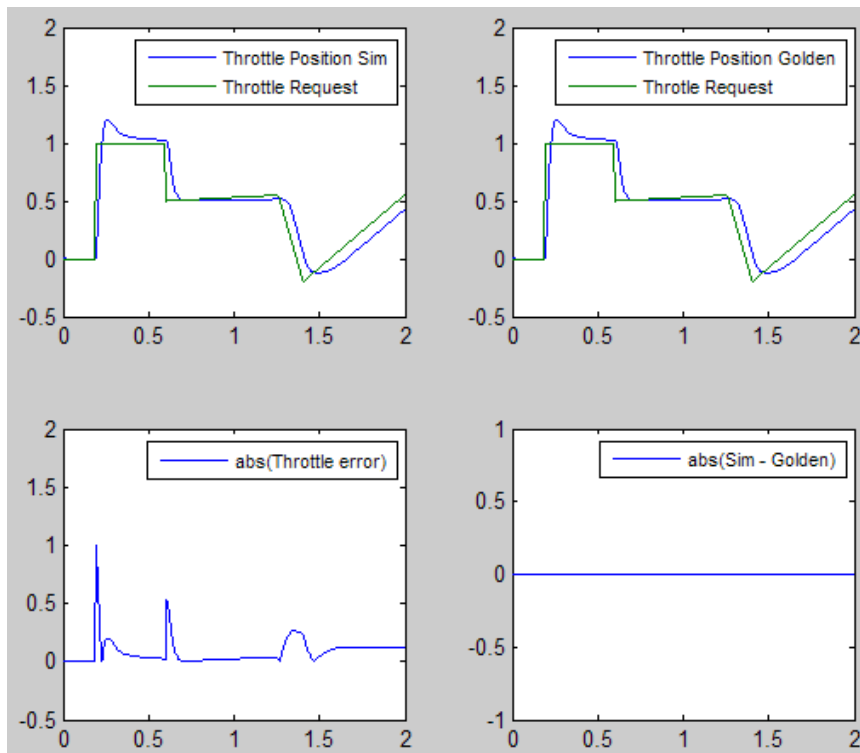 2
1.5
1
0.5
0
-0.5
0 0.5 1 1.5 2
Throttle Position Sim
Throttle Request
2
1.5
1
0.5
0
-0.5
0 0.5 1 1.5 2
Throttle Position Golden
Throtle Request
2
1.5
1
0.5
0
-0.5
0 0.5 1 1.5 2
abs(Throttle error)
1
0.5
0
-0.5
-1
0 0.5 1 1.5 2
abs(Sim - Golden)